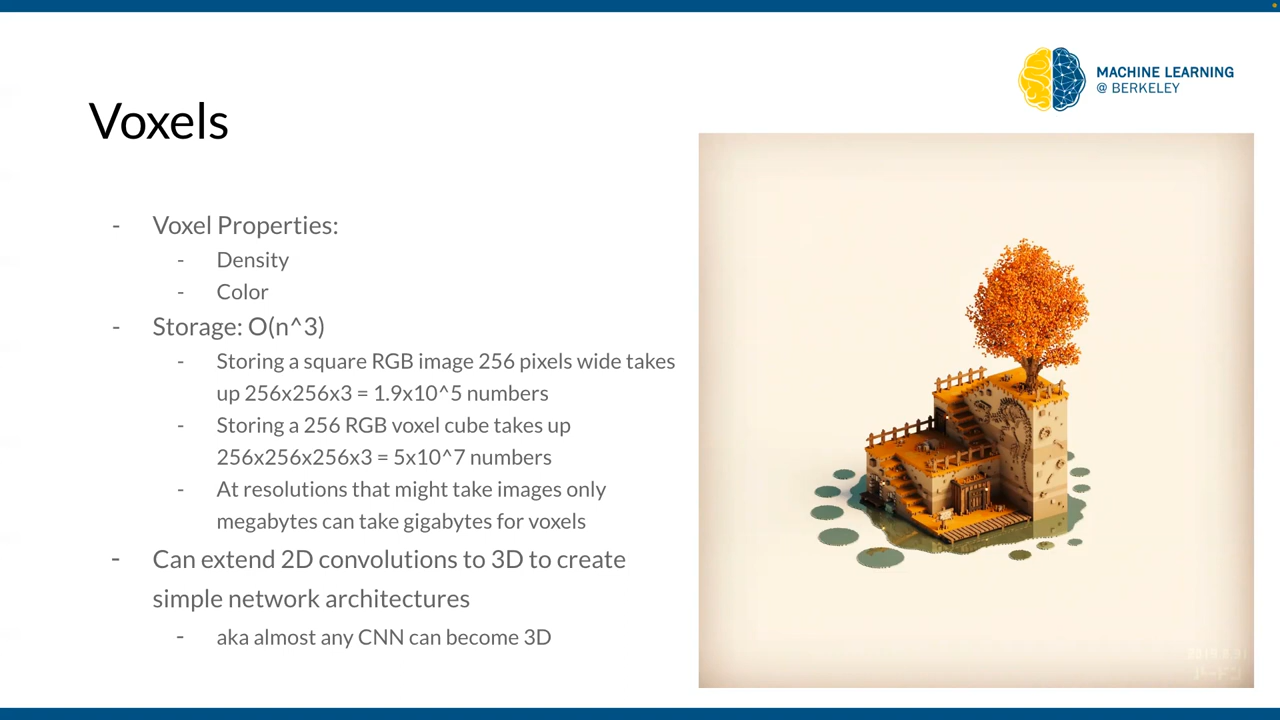 MACHINE LEARNING
@ BERKELEY
Voxels
- Voxel Properties:
- Density
- Color
- Storage: O(n^3)
- Storing a square RGB image 256 pixels wide takes
up 256x256x3 = 1.9x10^5 numbers
- Storing a 256 RGB voxel cube takes up
256x256x256x3 = 5x10^7 numbers
- At resolutions that might take images only
megabytes can take gigabytes for voxels
- Can extend 2D convolutions to 3D to create
simple network architectures
- aka almost any CNN can become 3D